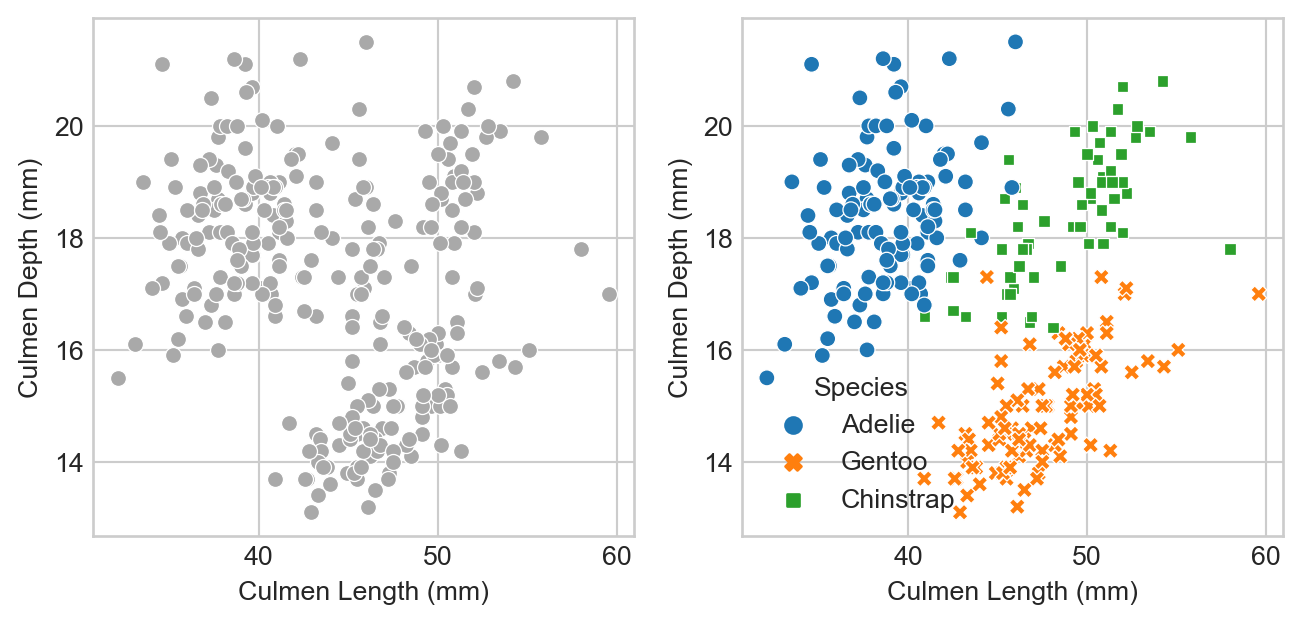 Culmen Depth (mm)
20
18
16
14
40
50
60
Culmen Length (mm)
Culmen Depth (mm)
20
18
16
14
Species
Adelie
Gentoo
Chinstrap
40
50
60
Culmen Length (mm)